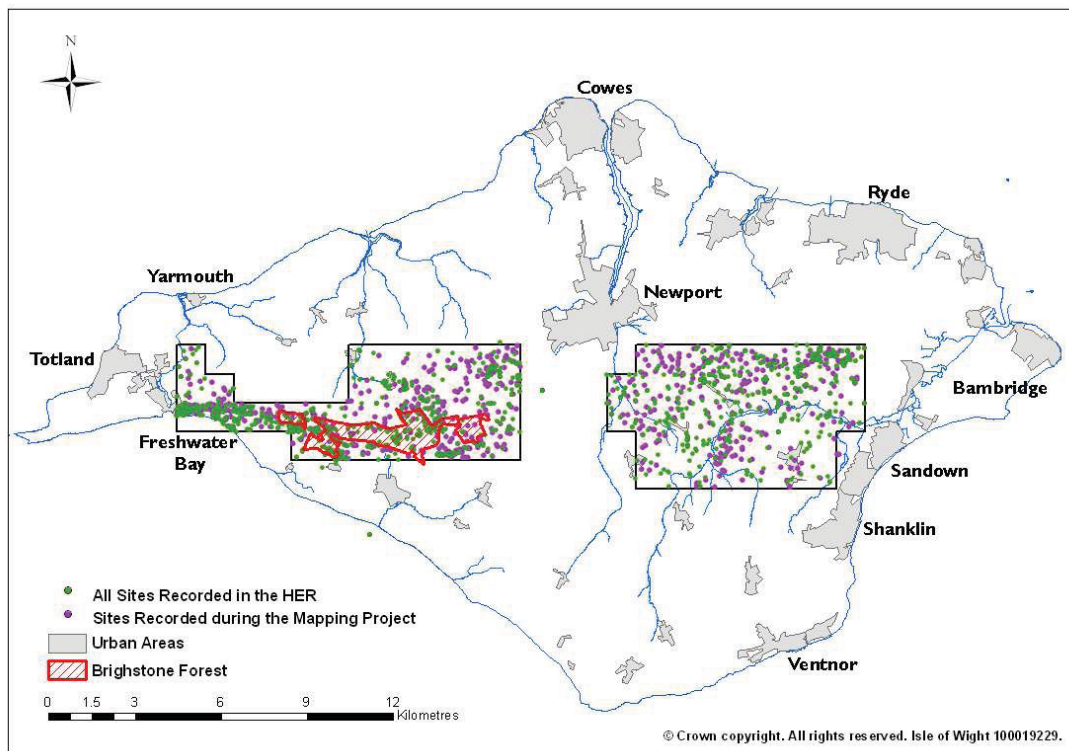 N
Cowes
Ryde
Yarmouth
Newport
Totland
Bambridge
Freshwater
Bay
Sandown
Shanklin
All Sites Recorded in the HER
Sites Recorded during the Mapping Project
Urban Areas
Brighstone Forest
Ventnor
0 1.5 3 6 9 12
Kilometres
© Crown copyright. All rights reserved. Isle of Wight 100019229.